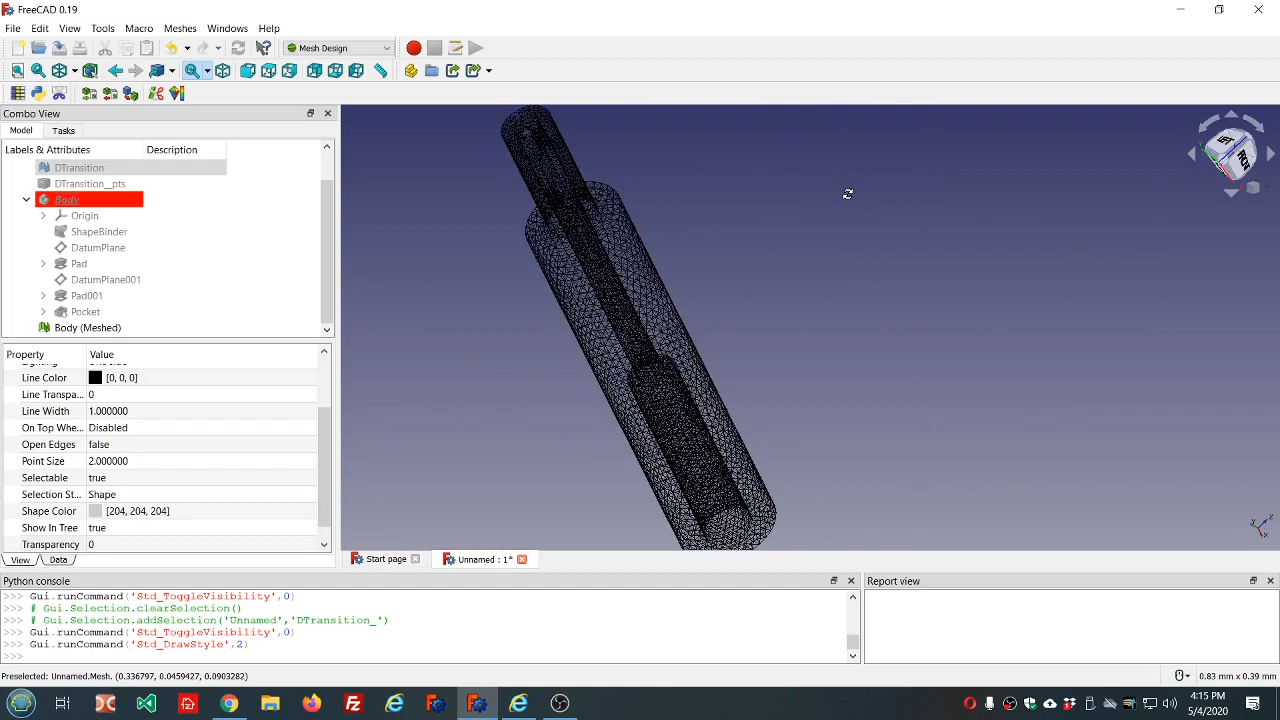 FreeCAD 0.19
File Edit View Tools Macro Meshes Windows Help
Mesh Design
Combo View
Model Tasks
Labels & Attributes Description
DTransition
DTransition__pts
Body
Origin
ShapeBinder
DatumPlane
Pad
DatumPlane001
Pad001
Pocket
Body (Meshed)
Property Value
Line Color [0, 0, 0]
Line Transpa... 0
Line Width 1.000000
On Top Whe... Disabled
Open Edges false
Point Size 2.000000
Selectable true
Selection St... Shape
Shape Color [204, 204, 204]
Show In Tree true
Transparency 0
View Data
Start page Unnamed : 1*
Python console
>>> Gui.runCommand('Std_ToggleVisibility',0)
>>> # Gui.Selection.clearSelection()
>>> # Gui.Selection.addSelection('Unnamed','DTransition_')
>>> Gui.runCommand('Std_ToggleVisibility',0)
>>> Gui.runCommand('Std_DrawStyle',2)
>>>
Report view
Preselected: Unnamed.Mesh. (0.336797, 0.0459427, 0.0903282)
0.83 mm x 0.39 mm
4:15 PM
5/4/2020